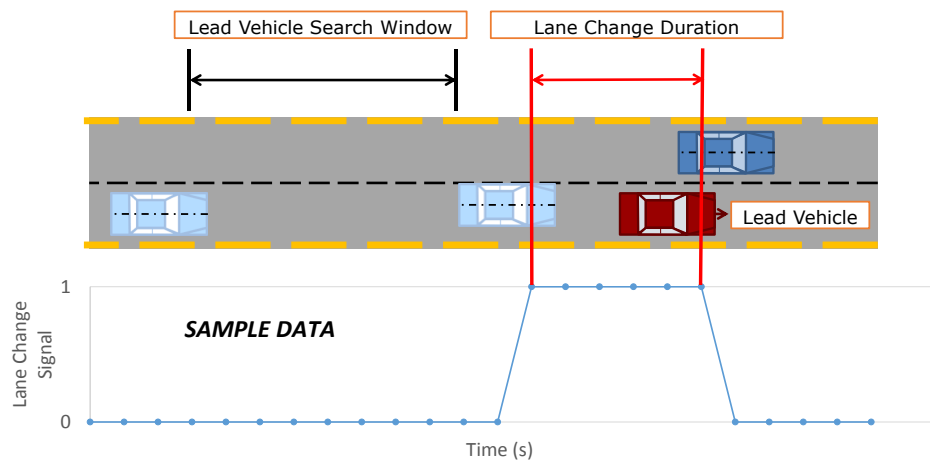 Lead Vehicle Search Window
Lane Change Duration
Lead Vehicle
1
SAMPLE DATA
Lane Change
Signal
0
Time (s)